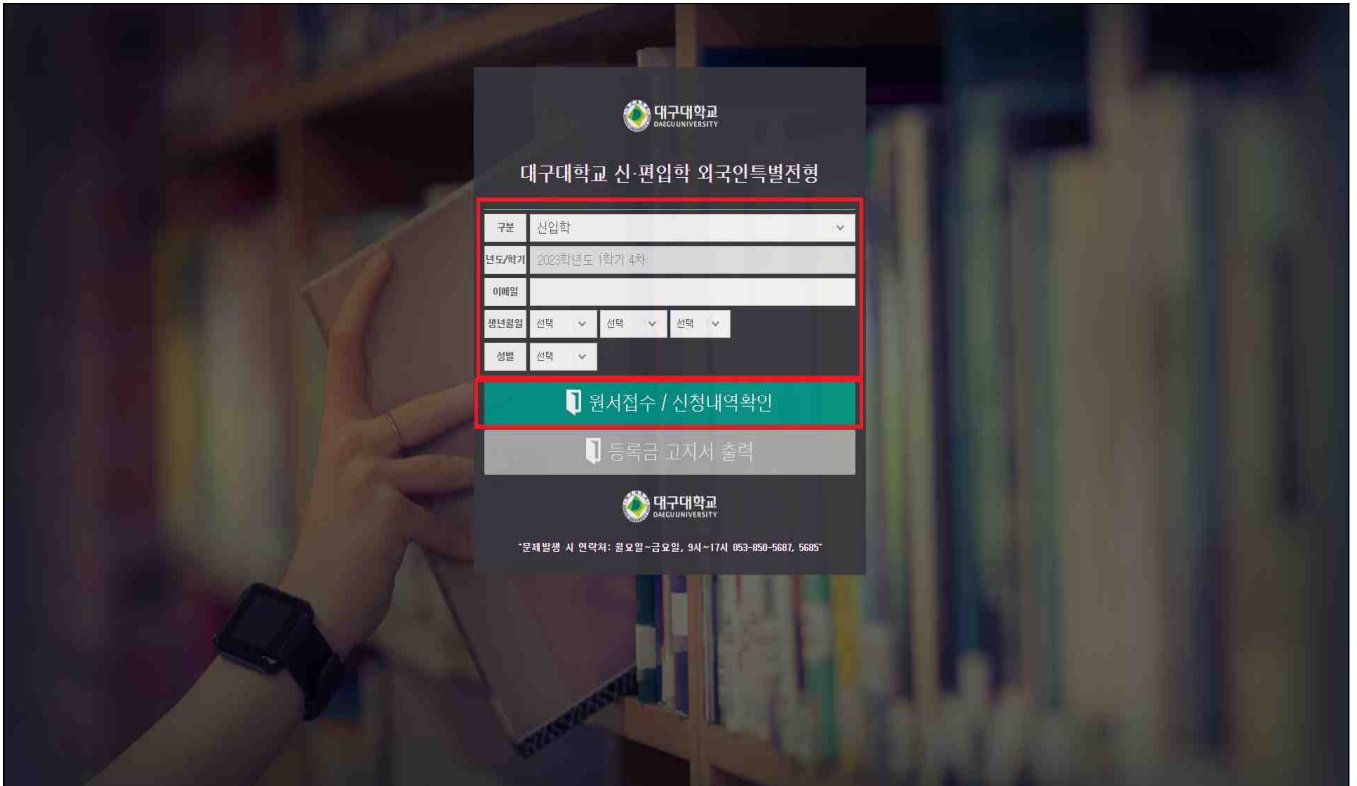 대구대학교
DAEGU UNIVERSITY
대구대학교 신·편입학 외국인특별전형
구분 신입학
년도/학기 2023학년도 1학기 4차
이메일
생년월일 선택 선택 선택
성별 선택
원서접수 / 신청내역확인
등록금 고지서 출력
대구대학교
DAEGU UNIVERSITY
"문제발생 시 연락처: 월요일~금요일, 9시~17시 053-850-5687, 5685"